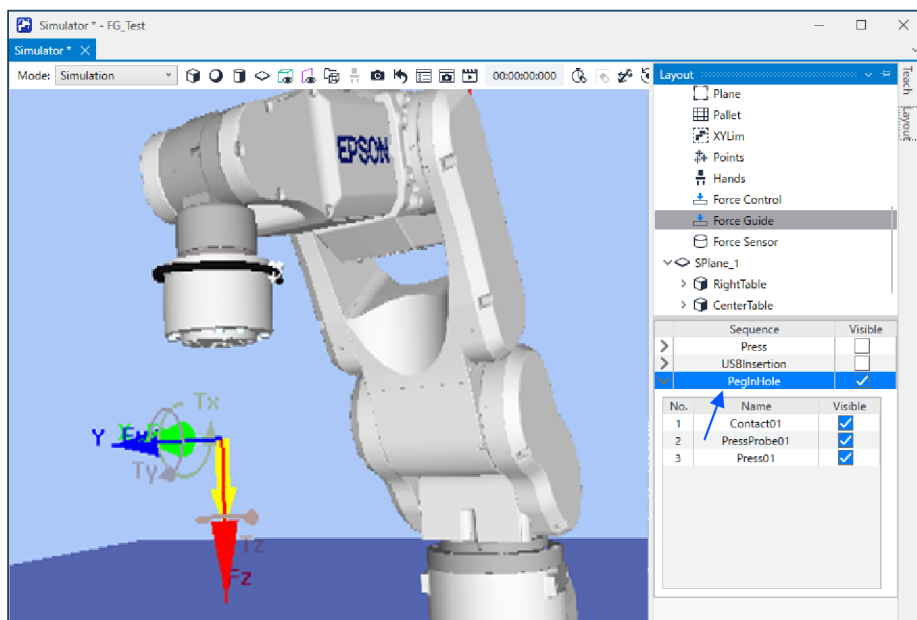 Simulator * - FG_Test
Simulator *
Mode: Simulation
00:00:00:000
Layout
Plane
Pallet
XYLim
Points
Hands
Force Control
Force Guide
Force Sensor
SPlane_1
RightTable
CenterTable
Teach
Layout...
EPSON
Sequence Visible
Press
USBInsertion
PegInHole
No. Name Visible
1 Contact01
2 PressProbe01
3 Press01
Tx
Y
Ty
Tz
Fz